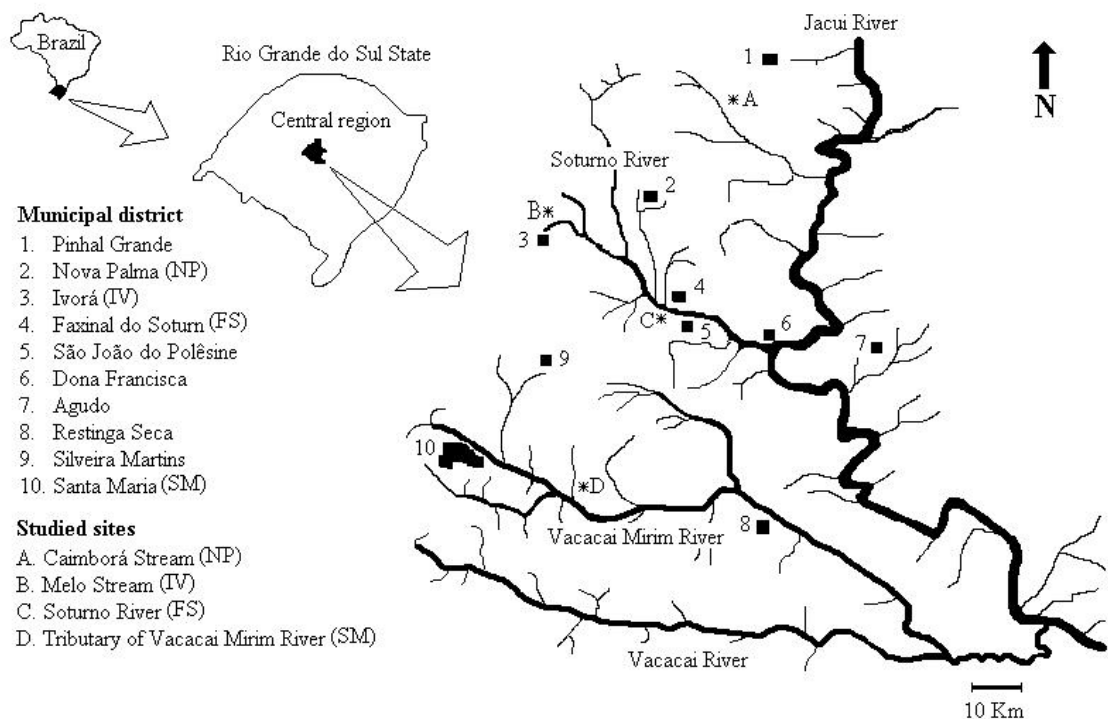 Brazil
Rio Grande do Sul State
Central region
Jacui River
N
Soturno River
Vacacai Mirim River
Vacacai River
10 Km
1
A
2
B
3
4
C
5
6
7
9
10
D
8
Municipal district
1. Pinhal Grande
2. Nova Palma (NP)
3. Ivorá (IV)
4. Faxinal do Soturn (FS)
5. São João do Polêsine
6. Dona Francisca
7. Agudo
8. Restinga Seca
9. Silveira Martins
10. Santa Maria (SM)
Studied sites
A. Caimborá Stream (NP)
B. Melo Stream (IV)
C. Soturno River (FS)
D. Tributary of Vacacai Mirim River (SM)